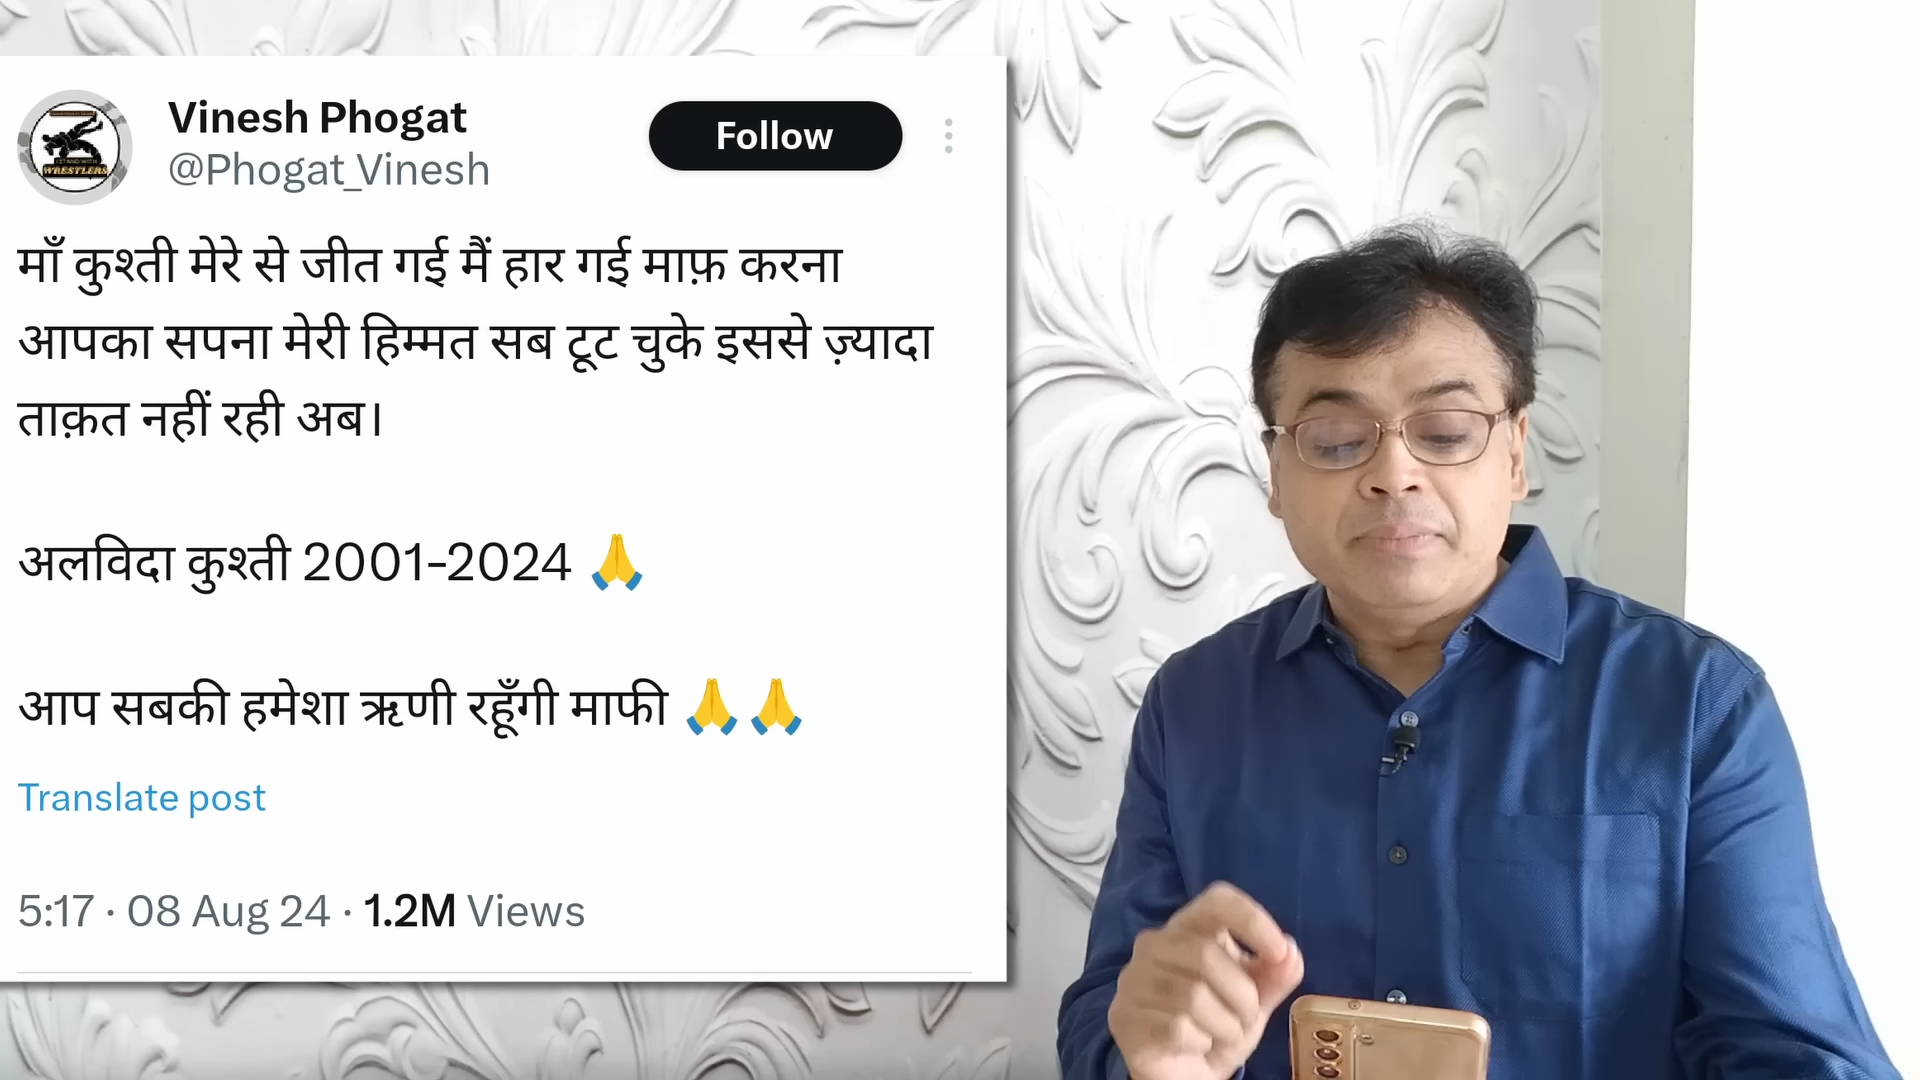 Vinesh Phogat
@Phogat_Vinesh
Follow
माँ कुश्ती मेरे से जीत गई मैं हार गई माफ़ करना
आपका सपना मेरी हिम्मत सब टूट चुके इससे ज़्यादा
ताक़त नहीं रही अब।
अलविदा कुश्ती 2001-2024 🙏
आप सबकी हमेशा ऋणी रहूँगी माफी 🙏🙏
Translate post
5:17 · 08 Aug 24 · 1.2M Views
WRESTLERS